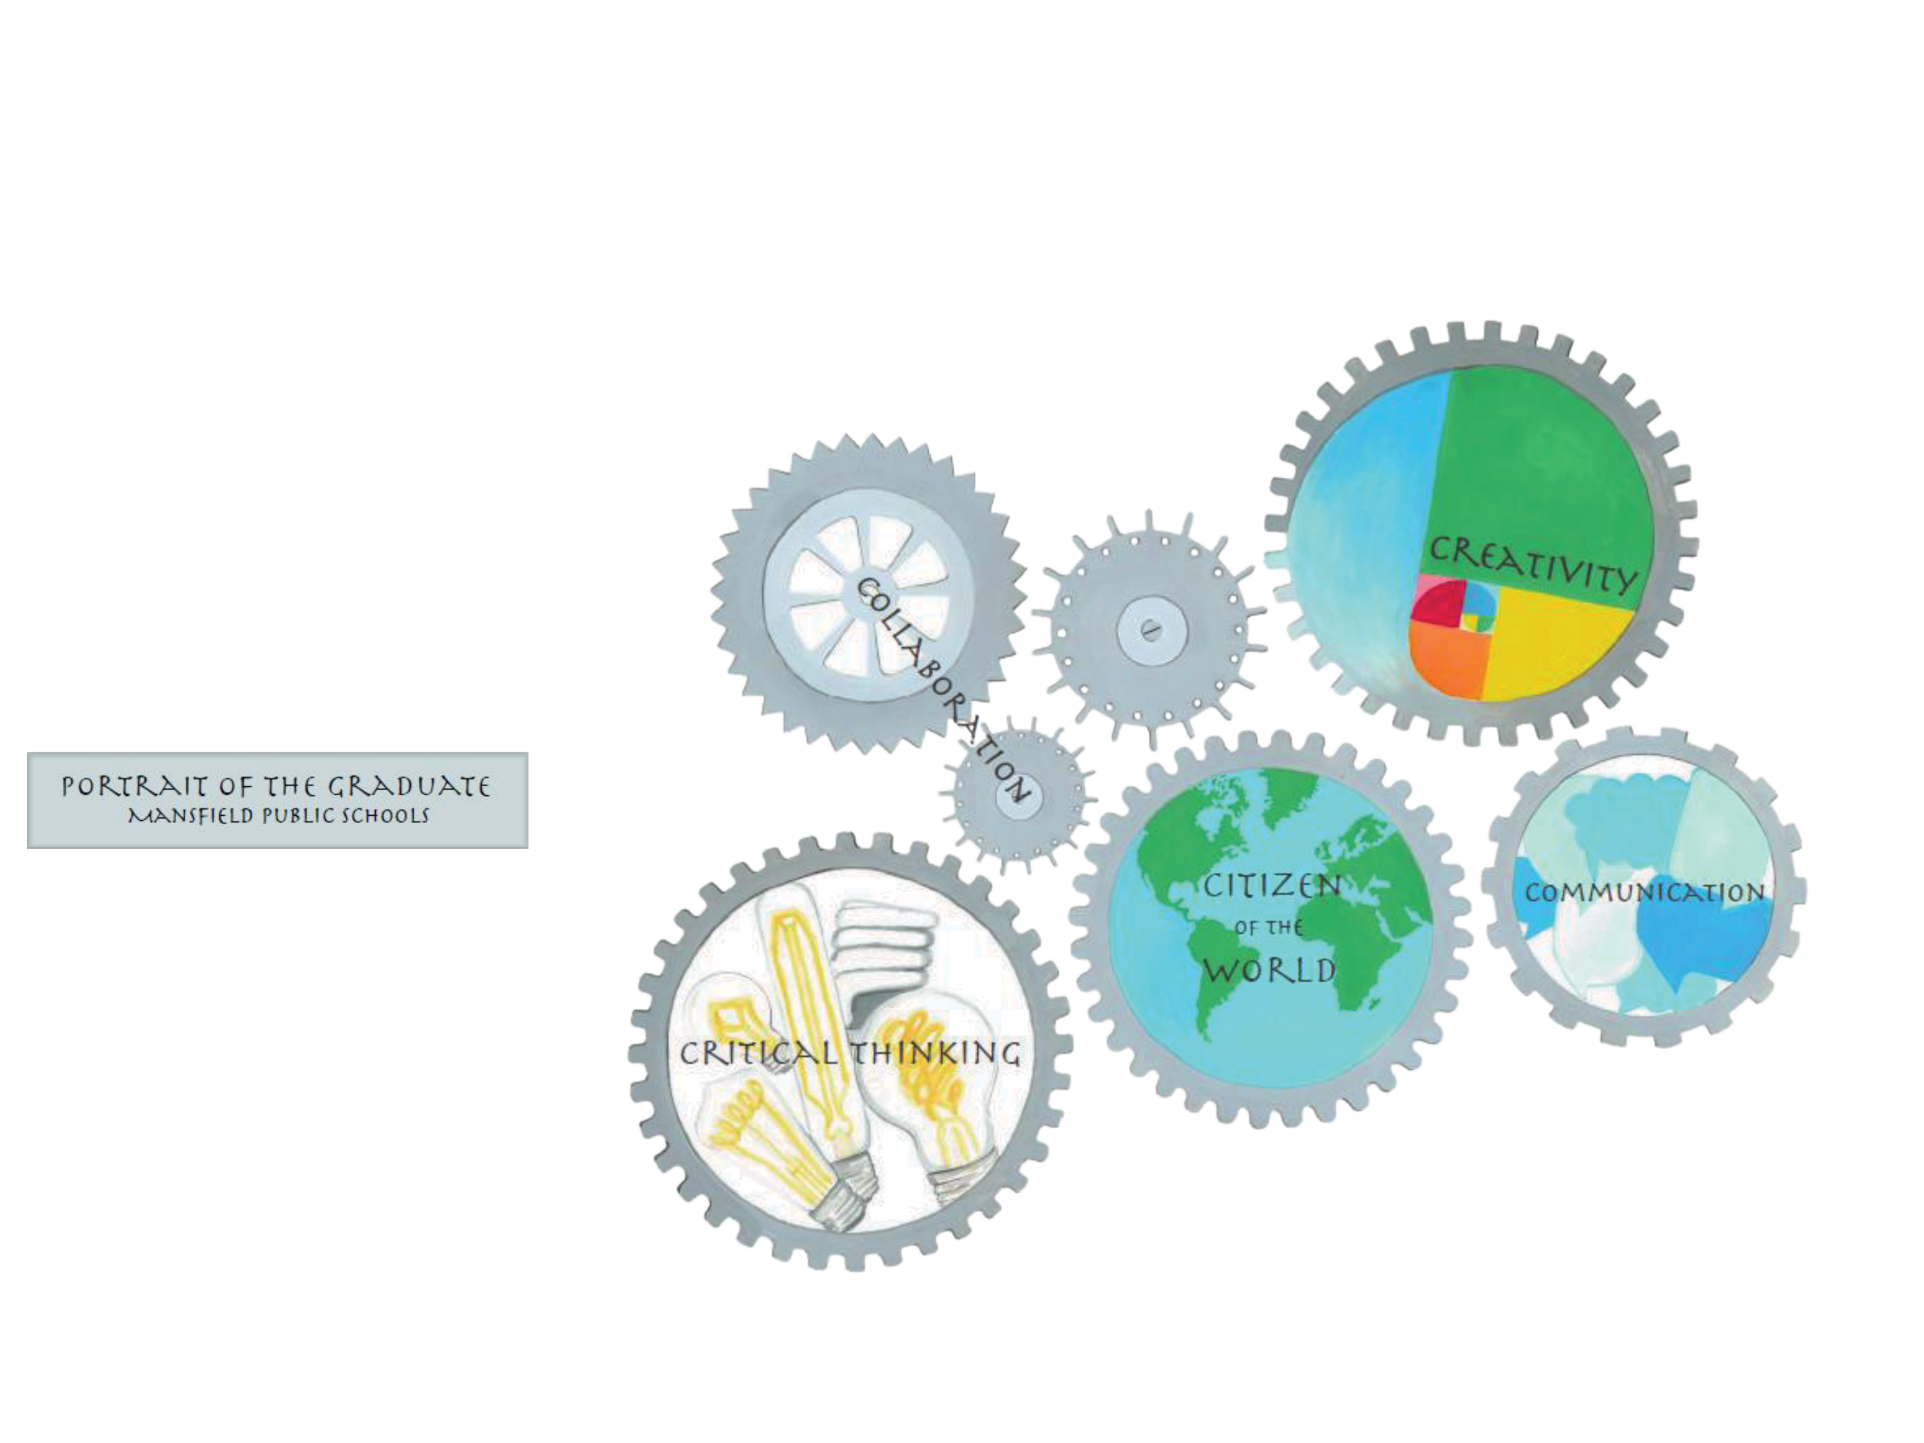 PORTRAIT OF THE GRADUATE
MANSFIELD PUBLIC SCHOOLS
COLLABORATION
CREATIVITY
CRITICAL THINKING
CITIZEN
OF THE
WORLD
COMMUNICATION